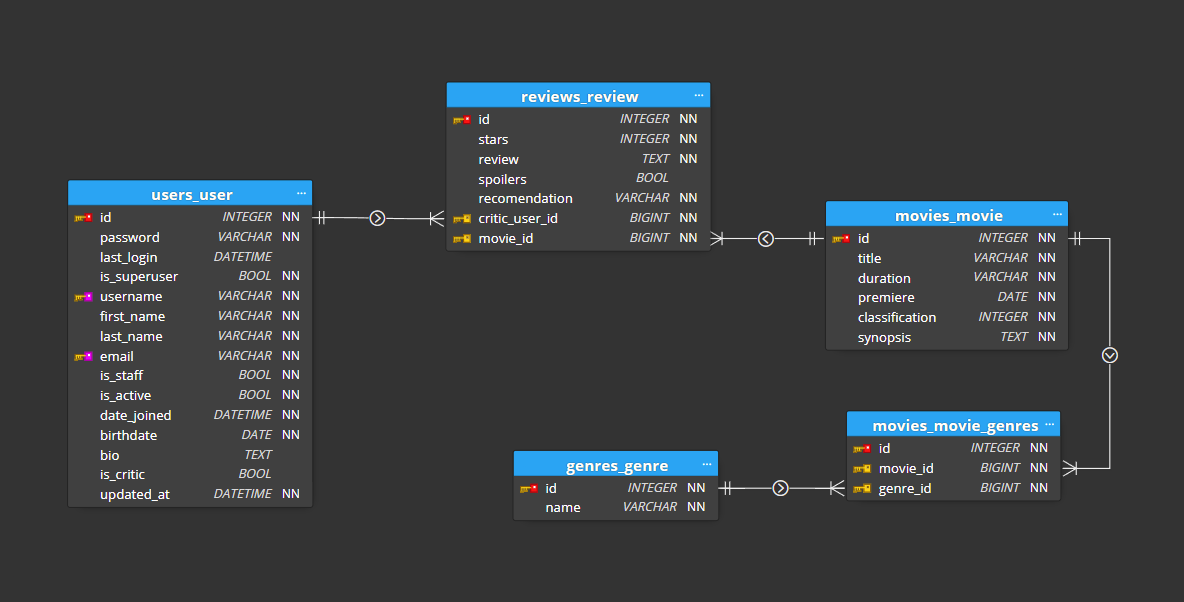 reviews_review ...
id INTEGER NN
stars INTEGER NN
review TEXT NN
spoilers BOOL
recomendation VARCHAR NN
critic_user_id BIGINT NN
movie_id BIGINT NN
users_user ...
id INTEGER NN
password VARCHAR NN
last_login DATETIME
is_superuser BOOL NN
username VARCHAR NN
first_name VARCHAR NN
last_name VARCHAR NN
email VARCHAR NN
is_staff BOOL NN
is_active BOOL NN
date_joined DATETIME NN
birthdate DATE NN
bio TEXT
is_critic BOOL
updated_at DATETIME NN
movies_movie ...
id INTEGER NN
title VARCHAR NN
duration VARCHAR NN
premiere DATE NN
classification INTEGER NN
synopsis TEXT NN
movies_movie_genres ...
id INTEGER NN
movie_id BIGINT NN
genre_id BIGINT NN
genres_genre ...
id INTEGER NN
name VARCHAR NN